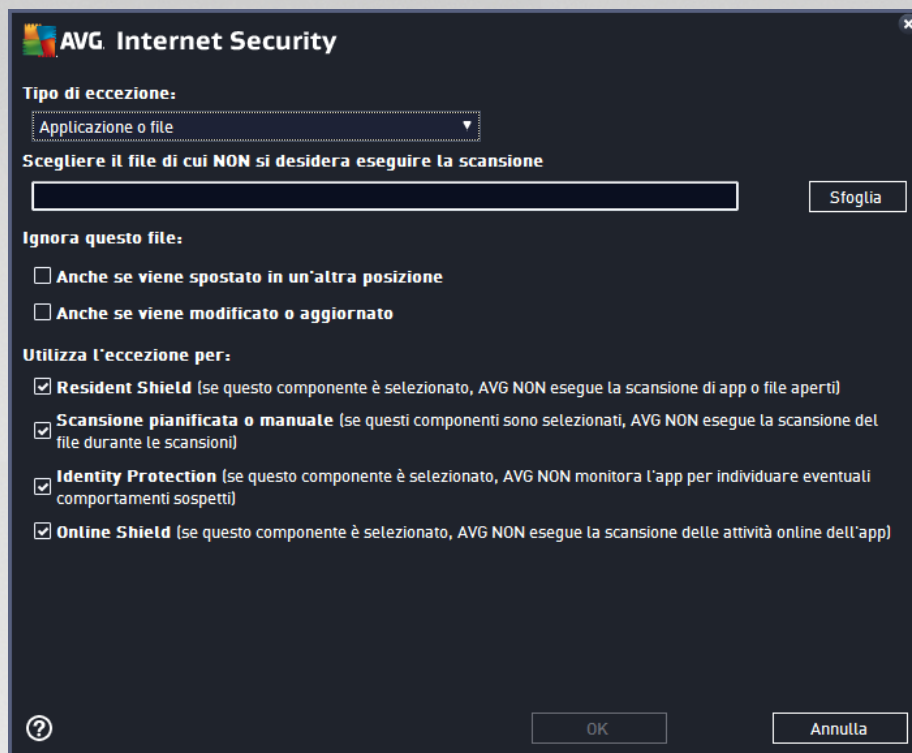 AVG. Internet Security
Tipo di eccezione:
Applicazione o file
Scegliere il file di cui NON si desidera eseguire la scansione
Sfoglia
Ignora questo file:
Anche se viene spostato in un'altra posizione
Anche se viene modificato o aggiornato
Utilizza l'eccezione per:
Resident Shield (se questo componente è selezionato, AVG NON esegue la scansione di app o file aperti)
Scansione pianificata o manuale (se questi componenti sono selezionati, AVG NON esegue la scansione del
file durante le scansioni)
Identity Protection (se questo componente è selezionato, AVG NON monitora l'app per individuare eventuali
comportamenti sospetti)
Online Shield (se questo componente è selezionato, AVG NON esegue la scansione delle attività online dell'app)
?
OK
Annulla